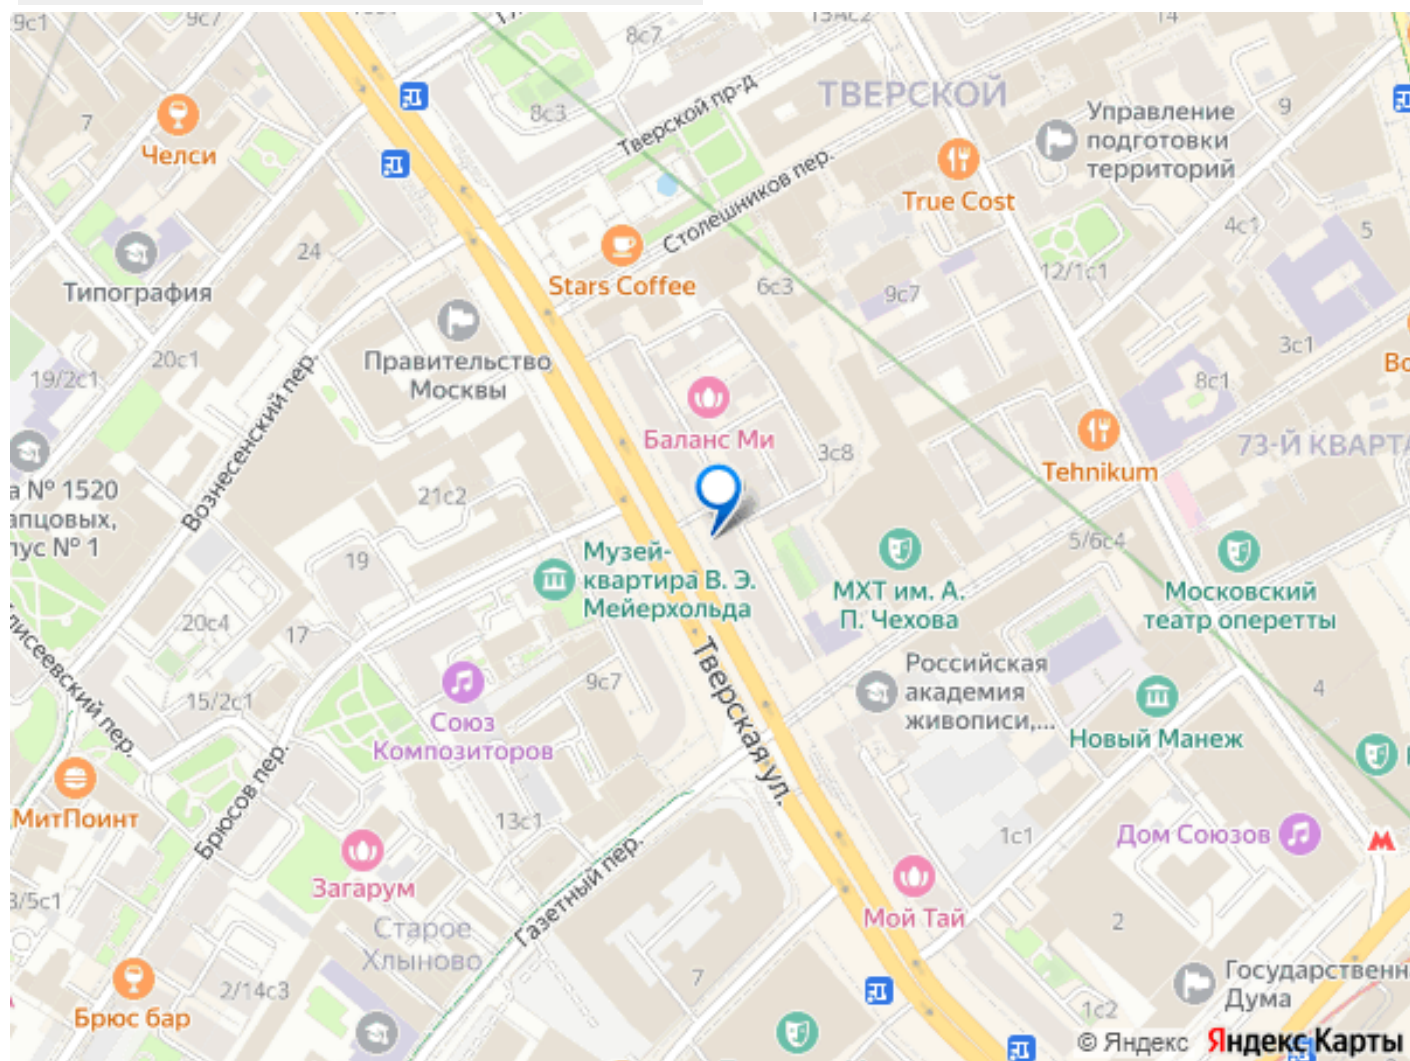 9с1
9с7
8с7
15Ас2
14
ТВЕРСКОЙ
Управление
подготовки
территорий
9
7
Челси
8с3
Тверской пр-д
Столешников пер.
True Cost
4с1
5
24
Типография
Stars Coffee
6с3
9с7
12/1с1
Правительство
Москвы
20с1
19/2с1
Вознесенский пер.
3с1
8с1
Во
Баланс Ми
3с8
Tehnikum
73-Й КВАРТА
а № 1520
апцовых,
пус № 1
21с2
19
Музей-
квартира В. Э.
Мейерхольда
МХТ им. А.
П. Чехова
5/6с4
Московский
театр оперетты
20с4
17
15/2с1
лисеевский пер.
Союз
Композиторов
9с7
Тверская ул.
Российская
академия
живописи,...
Новый Манеж
4
МитПоинт
Брюсов пер.
13с1
Газетный пер.
1с1
Дом Союзов
Загарум
3/5с1
Старое
Хлыново
Мой Тай
2
2/14с3
Брюс бар
7
Государственн
Дума
1с2
© Яндекс Яндекс Карты